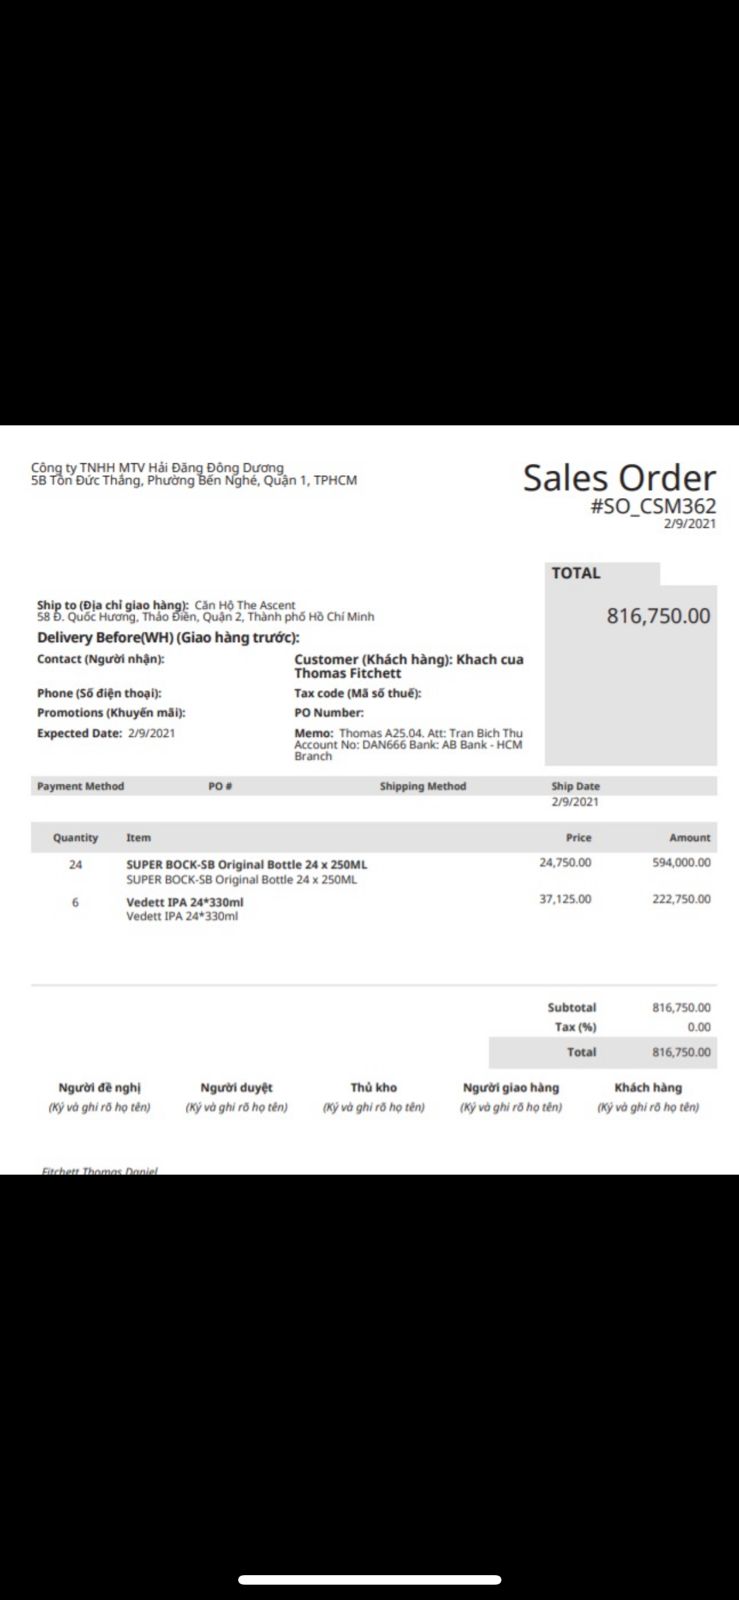 Công ty TNHH MTV Hải Đăng Đông Dương
5B Tôn Đức Thắng, Phường Bến Nghé, Quận 1, TPHCM
Sales Order
#SO_CSM362
2/9/2021
TOTAL
816,750.00
Ship to (Địa chỉ giao hàng): Căn Hộ The Ascent
58 Đ. Quốc Hương, Thảo Điền, Quận 2, Thành phố Hồ Chí Minh
Delivery Before(WH) (Giao hàng trước):
Contact (Người nhận):
Customer (Khách hàng): Khach cua
Thomas Fitchett
Phone (Số điện thoại):
Tax code (Mã số thuế):
Promotions (Khuyến mãi):
PO Number:
Expected Date: 2/9/2021
Memo: Thomas A25.04. Att: Tran Bich Thu
Account No: DAN666 Bank: AB Bank - HCM
Branch
Payment Method PO # Shipping Method Ship Date
2/9/2021
Quantity Item Price Amount
24 SUPER BOCK-SB Original Bottle 24 x 250ML 24,750.00 594,000.00
SUPER BOCK-SB Original Bottle 24 x 250ML
6 Vedett IPA 24*330ml 37,125.00 222,750.00
Vedett IPA 24*330ml
Subtotal 816,750.00
Tax (%) 0.00
Total 816,750.00
Người đề nghị Người duyệt Thủ kho Người giao hàng Khách hàng
(Ký và ghi rõ họ tên) (Ký và ghi rõ họ tên) (Ký và ghi rõ họ tên) (Ký và ghi rõ họ tên) (Ký và ghi rõ họ tên)
Fitchett Thomas Daniel